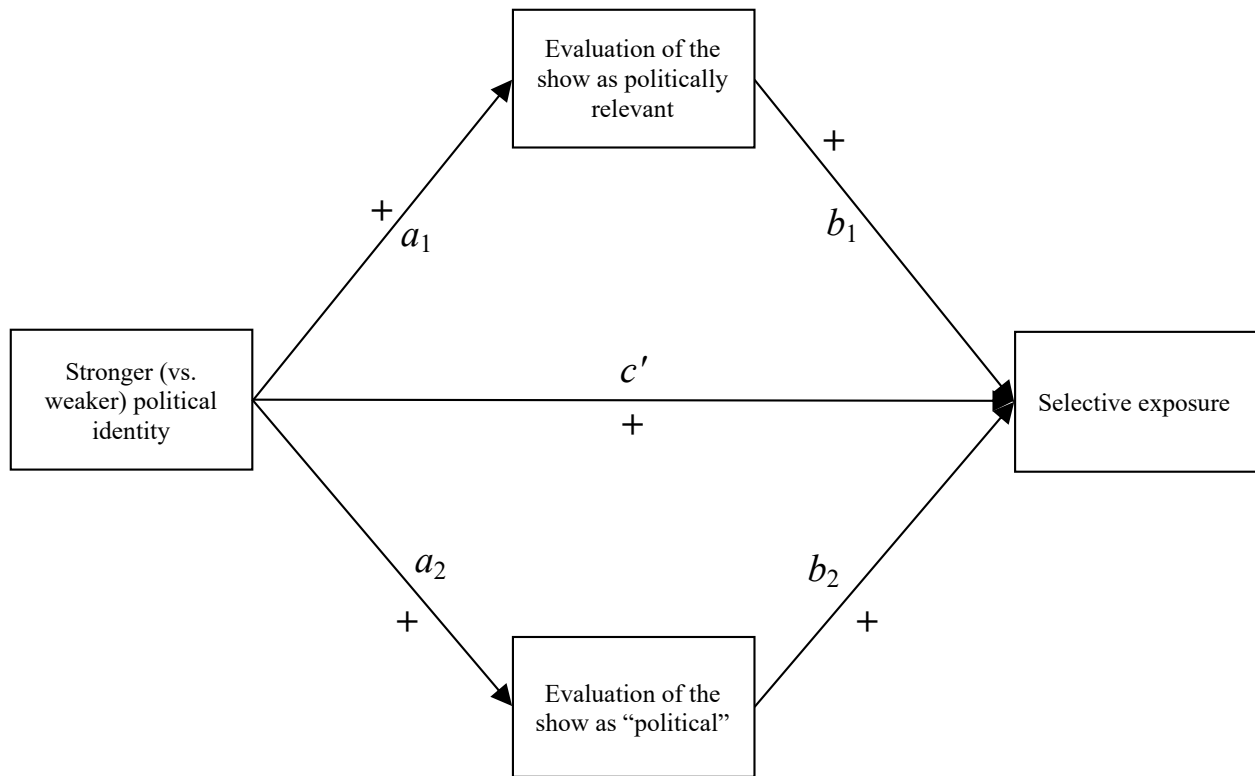 Evaluation of the
show as politically
relevant
+
+
a₁
b₁
Stronger (vs.
weaker) political
identity
c′
+
Selective exposure
a₂
b₂
+
+
Evaluation of the
show as “political”